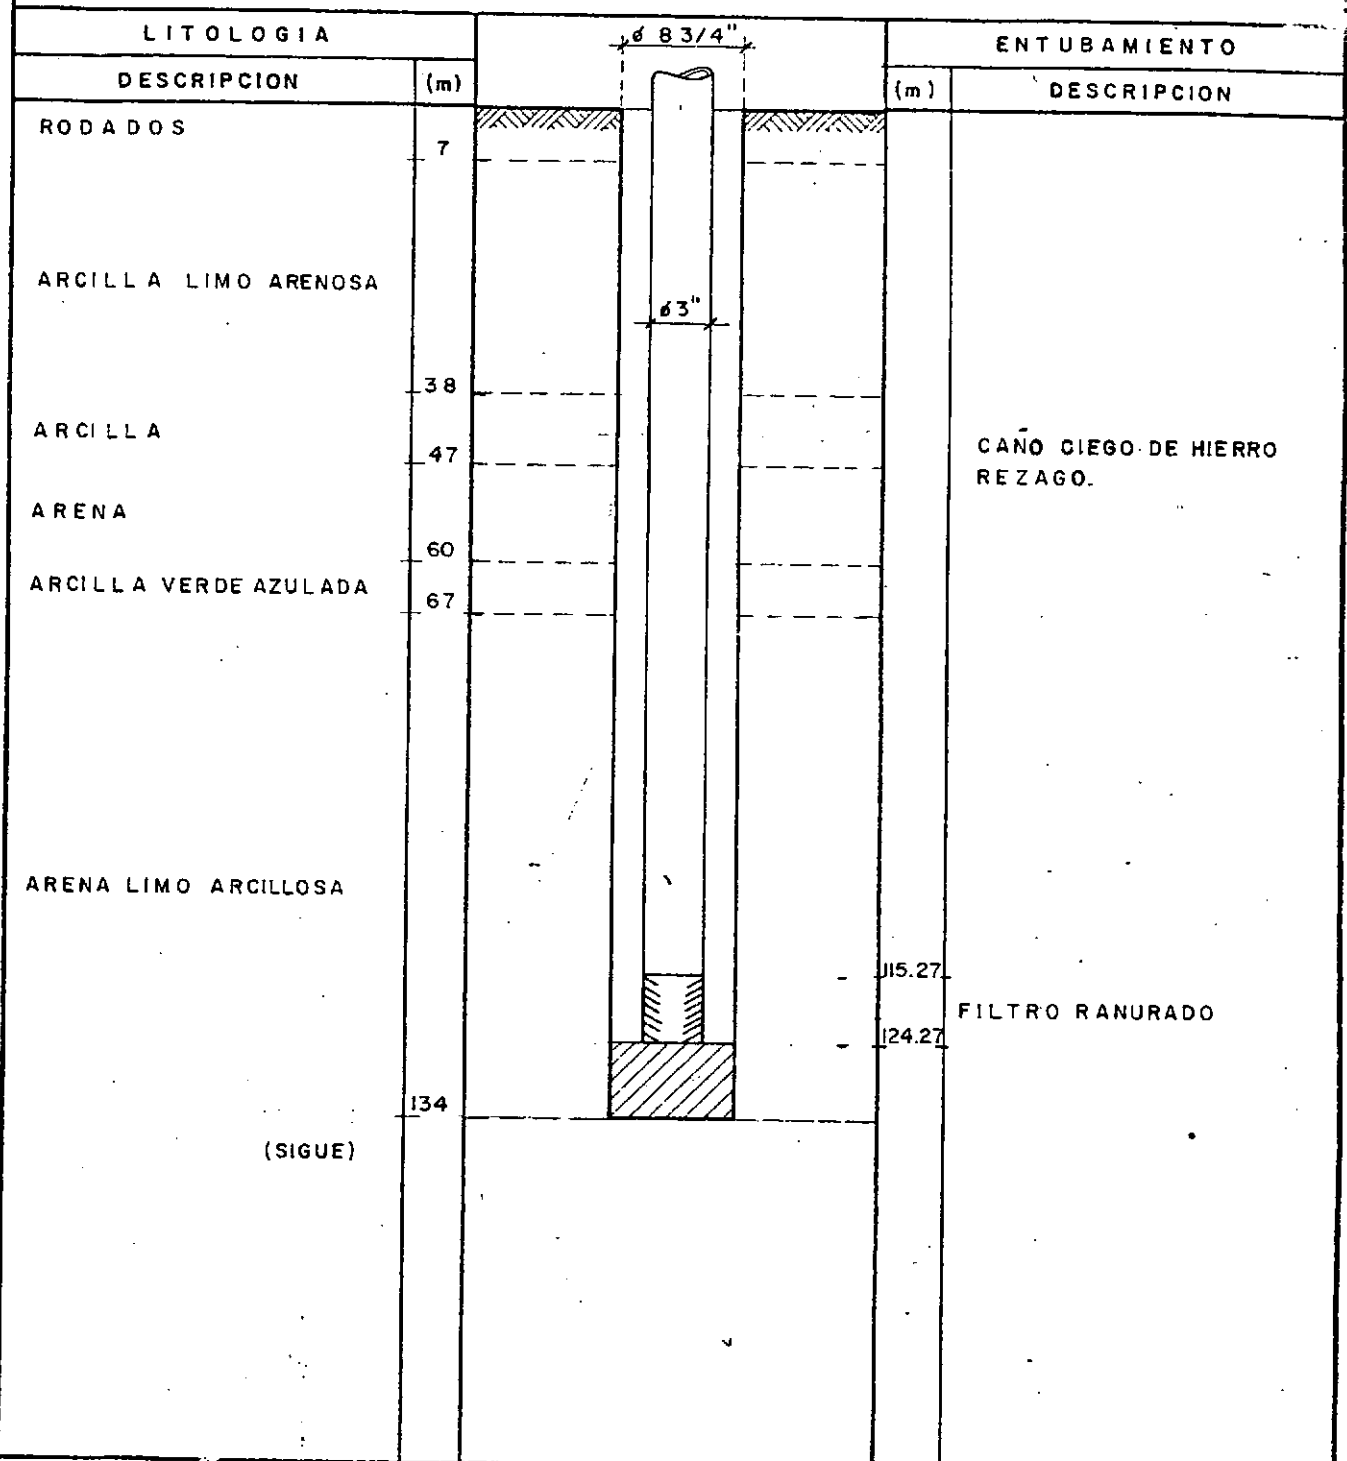 LITOLOGIA
DESCRIPCION
(m)
ø 8 3/4"
ENTUBAMIENTO
(m)
DESCRIPCION
RODADOS
7
ARCILLA LIMO ARENOSA
ø3"
38
ARCILLA
47
CAÑO CIEGO DE HIERRO
REZAGO.
ARENA
60
ARCILLA VERDE AZULADA
67
ARENA LIMO ARCILLOSA
115.27
FILTRO RANURADO
124.27
134
(SIGUE)